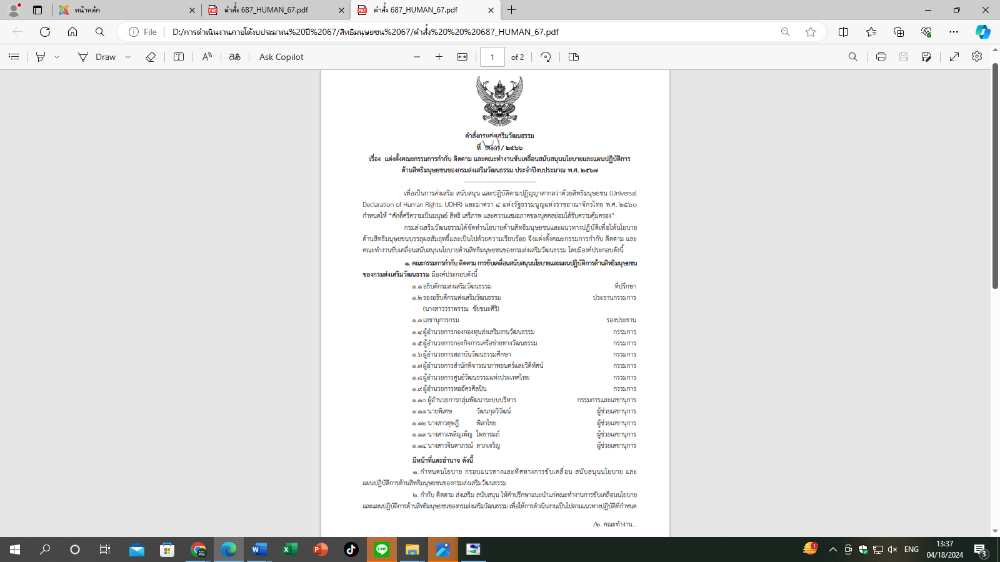 หน้าหลัก
คำสั่ง 687_HUMAN_67.pdf
คำสั่ง 687_HUMAN_67.pdf
File
D:/การดำเนินงานภายใต้งบประมาณ%20ปี%2067/สิทธิมนุษยชน%2067/คำสั่ง%20%20%20687_HUMAN_67.pdf
Draw
aあ
Ask Copilot
1
of 2
คำสั่งกรมส่งเสริมวัฒนธรรม
ที่ ๖๘๗ / ๒๕๖๖
เรื่อง แต่งตั้งคณะกรรมการกำกับ ติดตาม และคณะทำงานขับเคลื่อนสนับสนุนนโยบายและแผนปฏิบัติการ
ด้านสิทธิมนุษยชนของกรมส่งเสริมวัฒนธรรม ประจำปีงบประมาณ พ.ศ. ๒๕๖๗
------------------------------------
เพื่อเป็นการส่งเสริม สนับสนุน และปฏิบัติตามปฏิญญาสากลว่าด้วยสิทธิมนุษยชน (Universal
Declaration of Human Rights: UDHR) และมาตรา ๔ แห่งรัฐธรรมนูญแห่งราชอาณาจักรไทย พ.ศ. ๒๕๖๐
กำหนดให้ “ศักดิ์ศรีความเป็นมนุษย์ สิทธิ เสรีภาพ และความเสมอภาคของบุคคลย่อมได้รับความคุ้มครอง”
กรมส่งเสริมวัฒนธรรมได้จัดทำนโยบายด้านสิทธิมนุษยชนและแนวทางปฏิบัติเพื่อให้นโยบาย
ด้านสิทธิมนุษยชนบรรลุผลสัมฤทธิ์และเป็นไปด้วยความเรียบร้อย จึงแต่งตั้งคณะกรรมการกำกับ ติดตาม และ
คณะทำงานขับเคลื่อนสนับสนุนนโยบายด้านสิทธิมนุษยชนของกรมส่งเสริมวัฒนธรรม โดยมีองค์ประกอบดังนี้
๑. คณะกรรมการกำกับ ติดตาม การขับเคลื่อนสนับสนุนนโยบายและแผนปฏิบัติการด้านสิทธิมนุษยชน
ของกรมส่งเสริมวัฒนธรรม มีองค์ประกอบดังนี้
๑.๑ อธิบดีกรมส่งเสริมวัฒนธรรม ที่ปรึกษา
๑.๒ รองอธิบดีกรมส่งเสริมวัฒนธรรม ประธานกรรมการ
(นางสาววราพรรณ ชัยชนะศิริ)
๑.๓ เลขานุการกรม รองประธาน
๑.๔ ผู้อำนวยการกองกองทุนส่งเสริมงานวัฒนธรรม กรรมการ
๑.๕ ผู้อำนวยการกองกิจการเครือข่ายทางวัฒนธรรม กรรมการ
๑.๖ ผู้อำนวยการสถาบันวัฒนธรรมศึกษา กรรมการ
๑.๗ ผู้อำนวยการสำนักพิจารณาภาพยนตร์และวีดิทัศน์ กรรมการ
๑.๘ ผู้อำนวยการศูนย์วัฒนธรรมแห่งประเทศไทย กรรมการ
๑.๙ ผู้อำนวยการหออัครศิลปิน กรรมการ
๑.๑๐ ผู้อำนวยการกลุ่มพัฒนาระบบบริหาร กรรมการและเลขานุการ
๑.๑๑ นายพิเศษ วัฒนกุลวิวัฒน์ ผู้ช่วยเลขานุการ
๑.๑๒ นางสาวดุษฎี พิลาไชย ผู้ช่วยเลขานุการ
๑.๑๓ นางสาวเพลิญเพ็ญ โพธารมภ์ ผู้ช่วยเลขานุการ
๑.๑๔ นางสาวจินตาภรณ์ ลาภเจริญ ผู้ช่วยเลขานุการ
มีหน้าที่และอำนาจ ดังนี้
๑. กำหนดนโยบาย กรอบแนวทางและทิศทางการขับเคลื่อน สนับสนุนนโยบาย และ
แผนปฏิบัติการด้านสิทธิมนุษยชนของกรมส่งเสริมวัฒนธรรม
๒. กำกับ ติดตาม ส่งเสริม สนับสนุน ให้คำปรึกษาแนะนำแก่คณะทำงานการขับเคลื่อนนโยบาย
และแผนปฏิบัติการด้านสิทธิมนุษยชนของกรมส่งเสริมวัฒนธรรม เพื่อให้การดำเนินงานเป็นไปตามแนวทางปฏิบัติที่กำหนด
/๒. คณะทำงาน...
1
ENG
13:37
04/18/2024
3